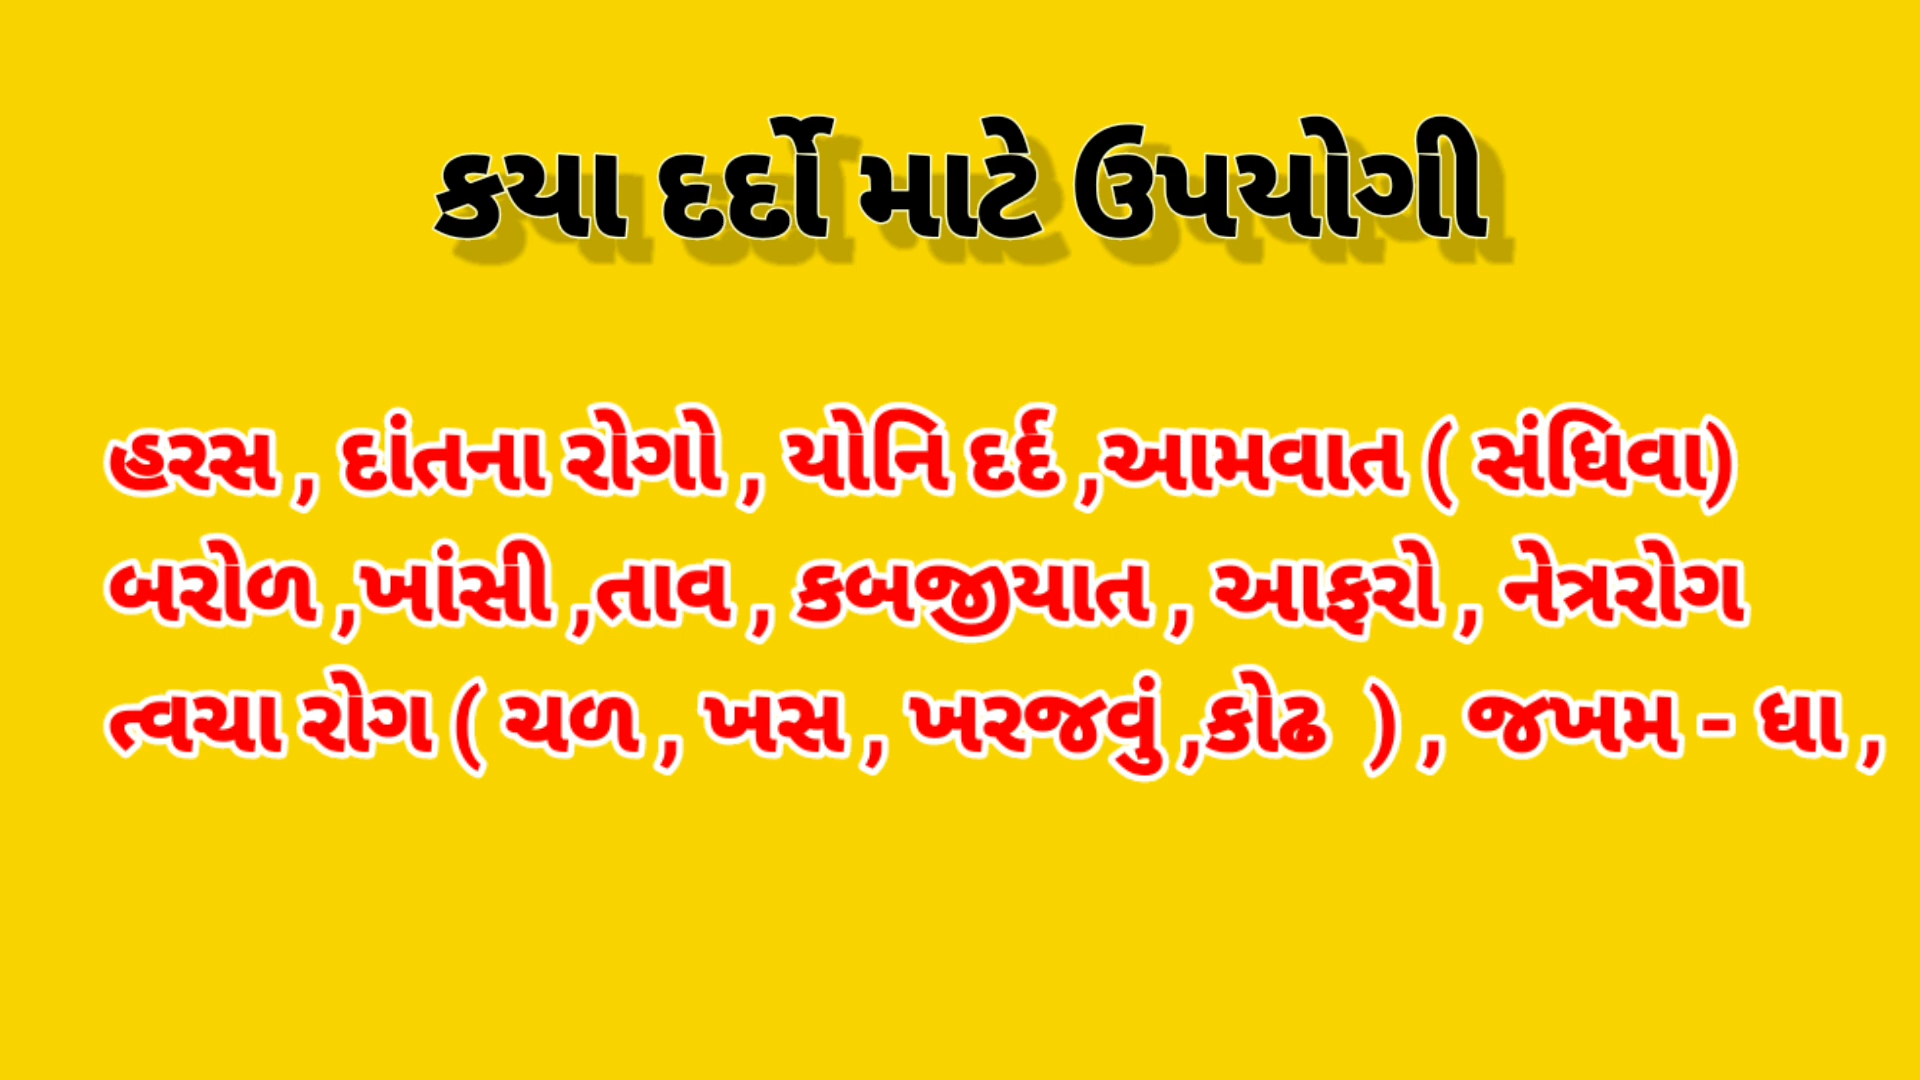 કયા દર્દો માટે ઉપયોગી
હરસ , દાંતના રોગો , યોનિ દર્દ ,આમવાત ( સંધિવા)
બરોળ ,ખાંસી ,તાવ , કબજીયાત , આફરો , નેત્રરોગ
ત્વચા રોગ ( ચળ , ખસ , ખરજવું ,કોઢ  ) , જખમ - ધા ,